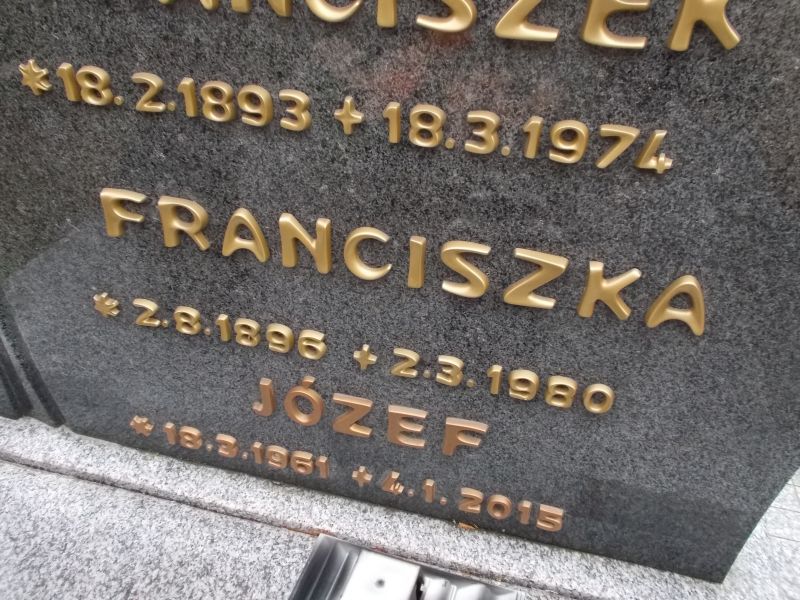 FRANCISZEK
* 18.2.1893 + 18.3.1974
FRANCISZKA
* 2.8.1896 + 2.3.1980
JÓZEF
* 18.3.1961 + 4.1.2015